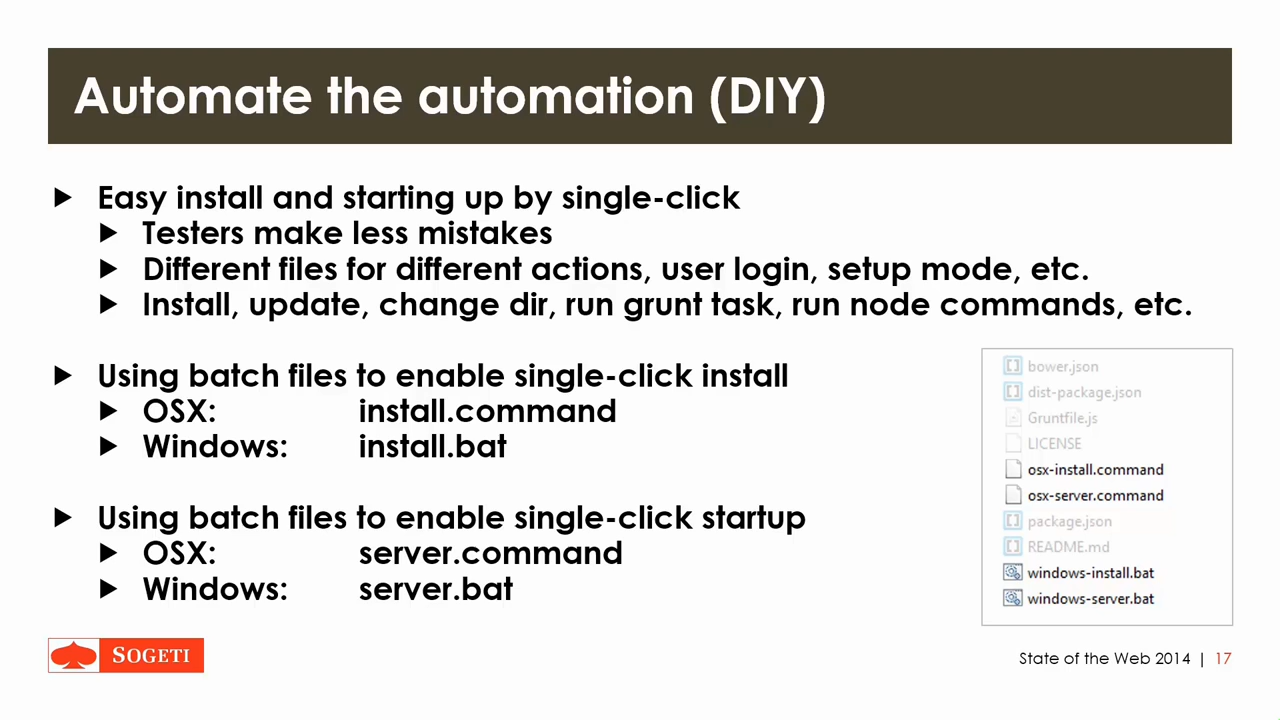 Automate the automation (DIY)
Easy install and starting up by single-click
Testers make less mistakes
Different files for different actions, user login, setup mode, etc.
Install, update, change dir, run grunt task, run node commands, etc.
Using batch files to enable single-click install
OSX: install.command
Windows: install.bat
Using batch files to enable single-click startup
OSX: server.command
Windows: server.bat
bower.json
dist-package.json
Gruntfile.js
LICENSE
osx-install.command
osx-server.command
package.json
README.md
windows-install.bat
windows-server.bat
SOGETI
State of the Web 2014 | 17